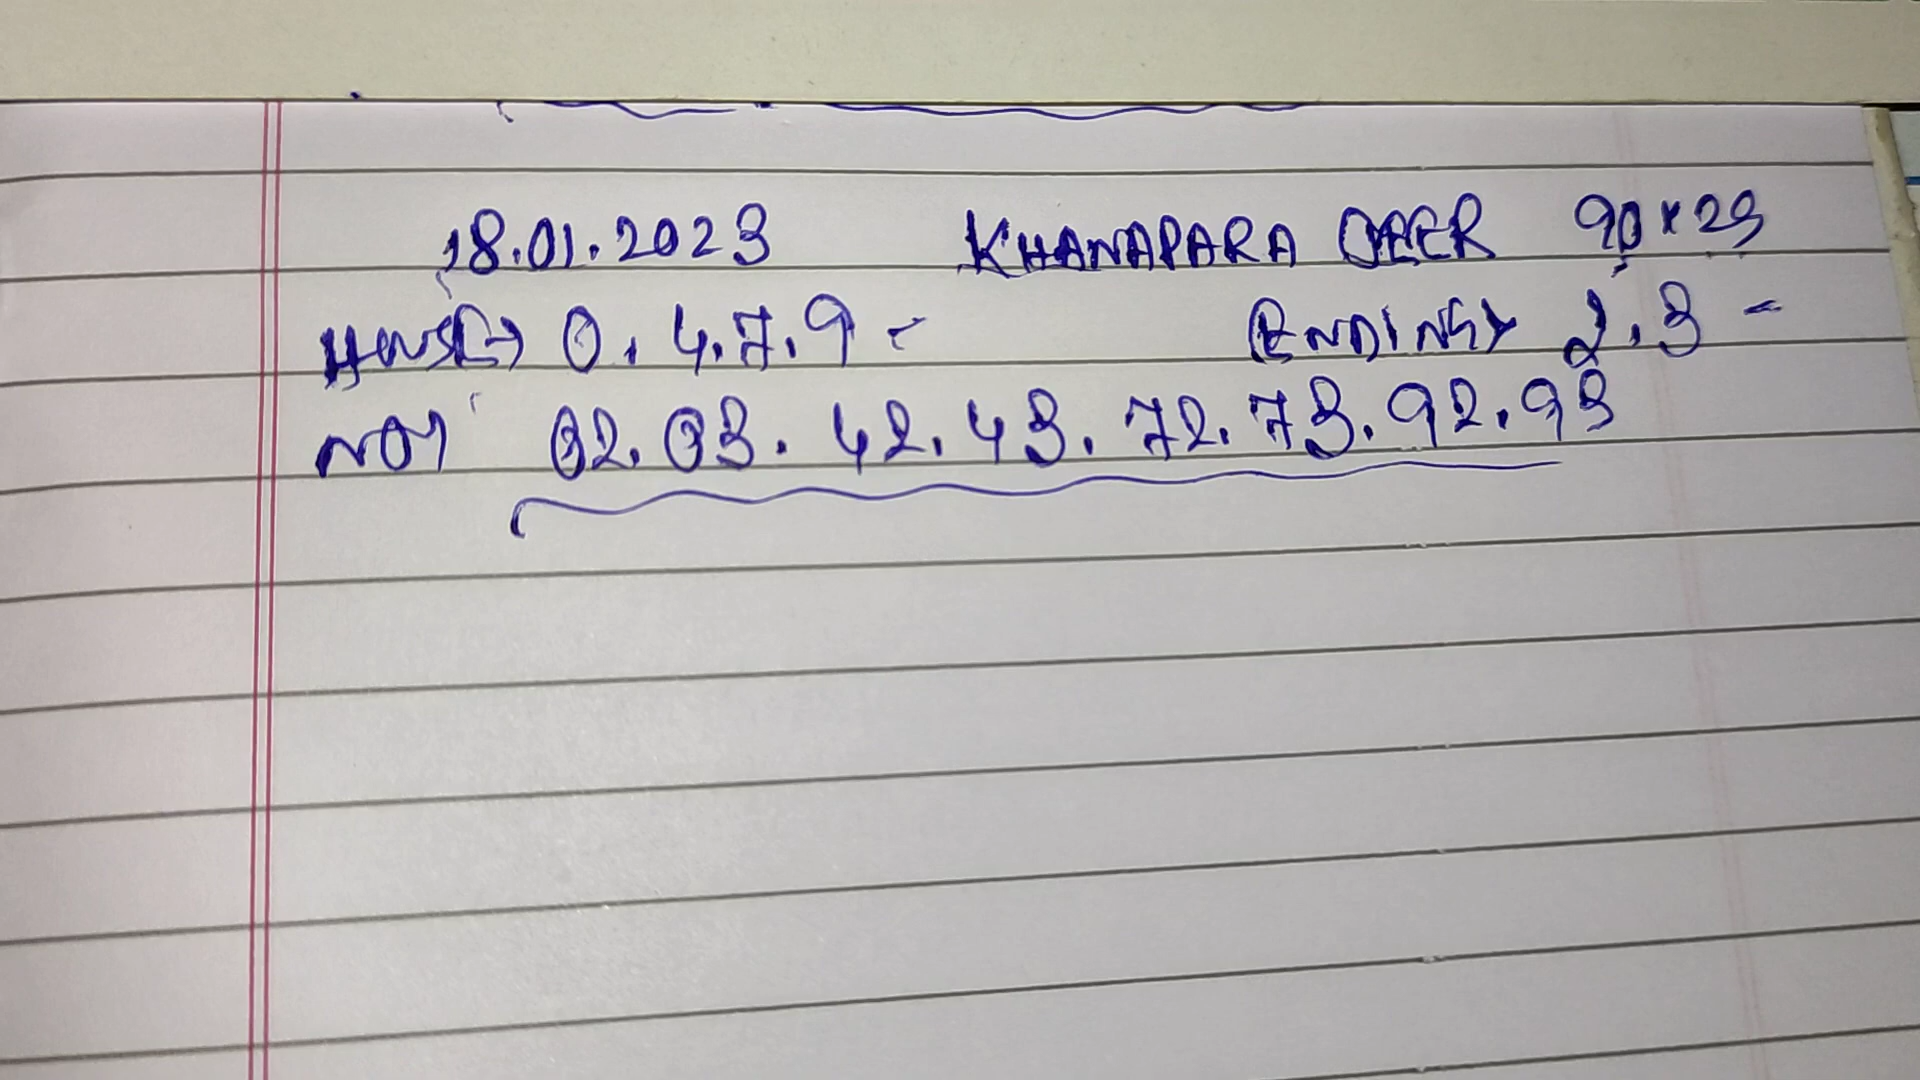 18.01.2023 KHANAPARA DEER 90 x 23
HOUSE→ 0. 4. 7. 9 -
ENDING→ 2. 3 -
NO→ 02. 03. 42. 43. 72. 73. 92. 93